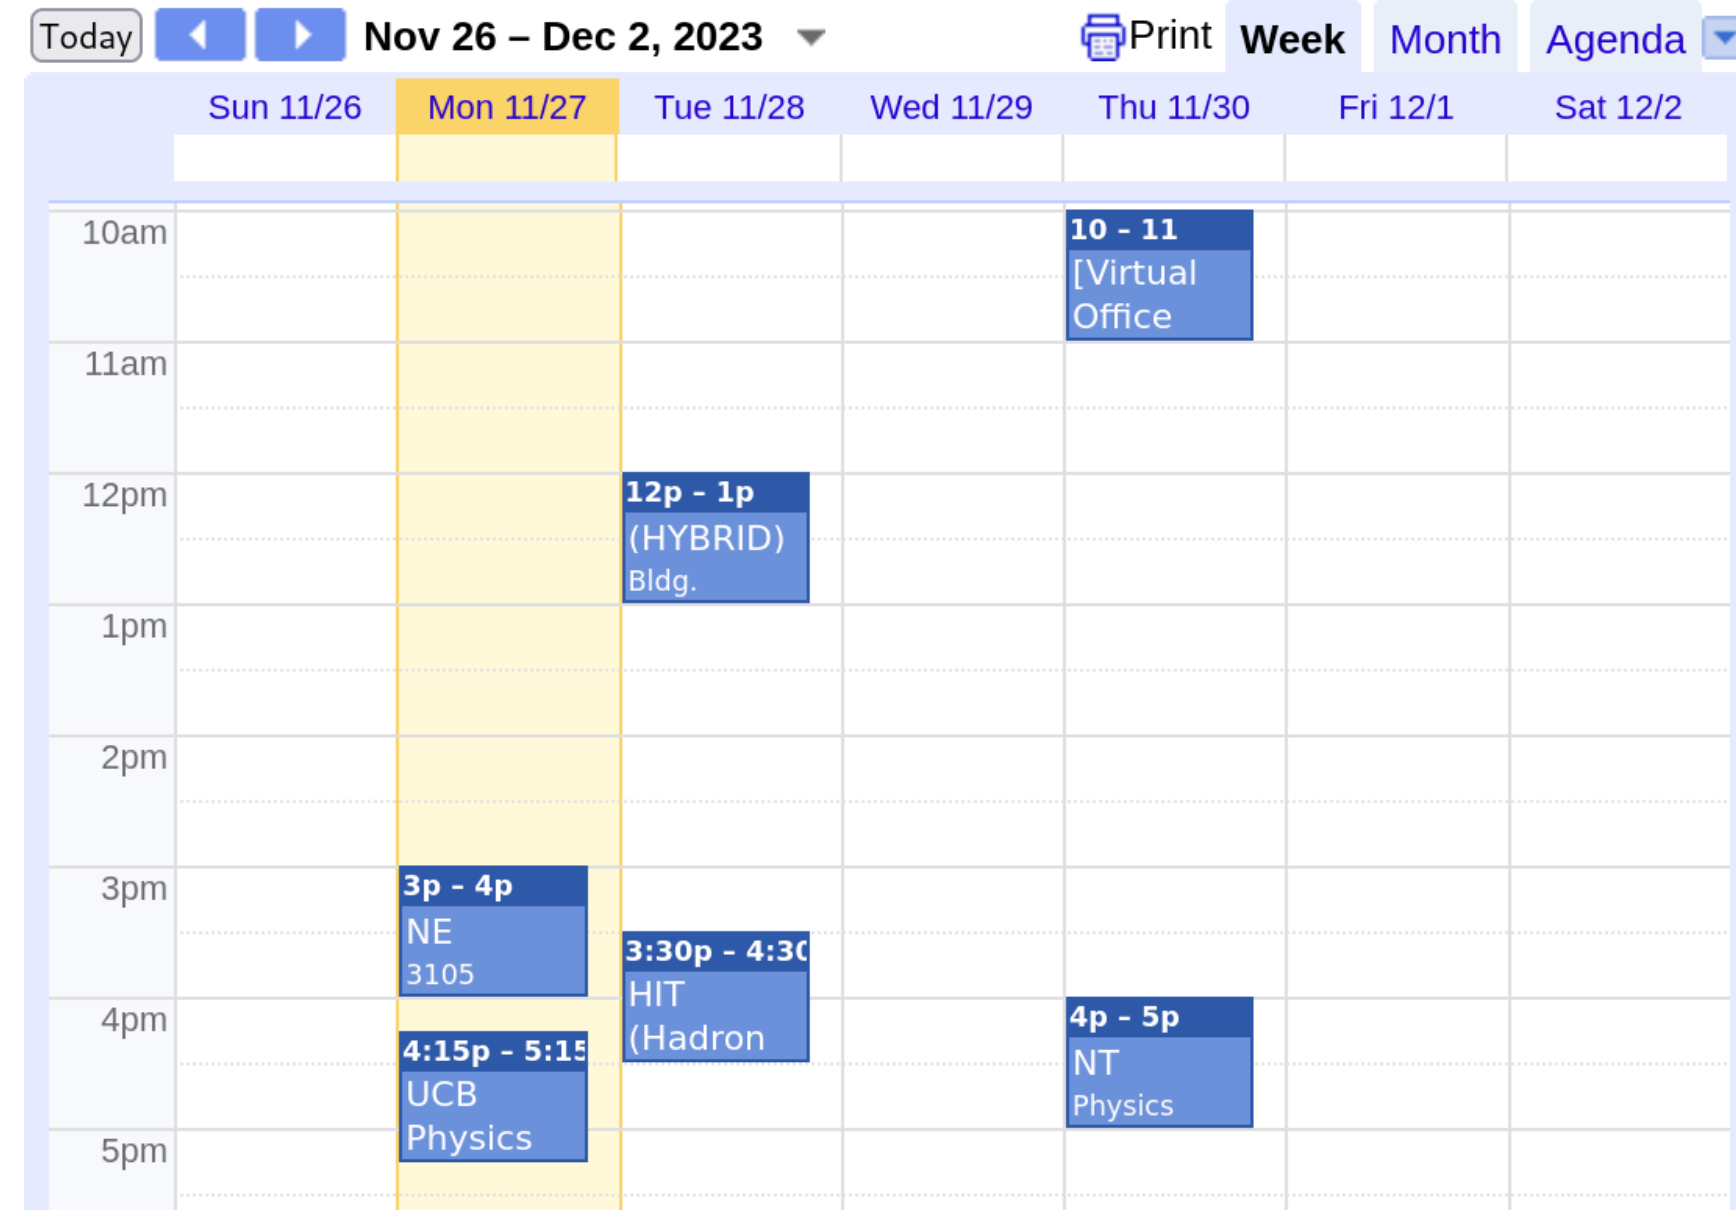 Today Nov 26 – Dec 2, 2023 Print Week Month Agenda
Sun 11/26 Mon 11/27 Tue 11/28 Wed 11/29 Thu 11/30 Fri 12/1 Sat 12/2
10am
10 – 11
[Virtual
Office
11am
12pm
12p – 1p
(HYBRID)
Bldg.
1pm
2pm
3pm
3p – 4p
NE
3105
3:30p – 4:30
HIT
(Hadron
4pm
4p – 5p
NT
Physics
4:15p – 5:15
UCB
Physics
5pm